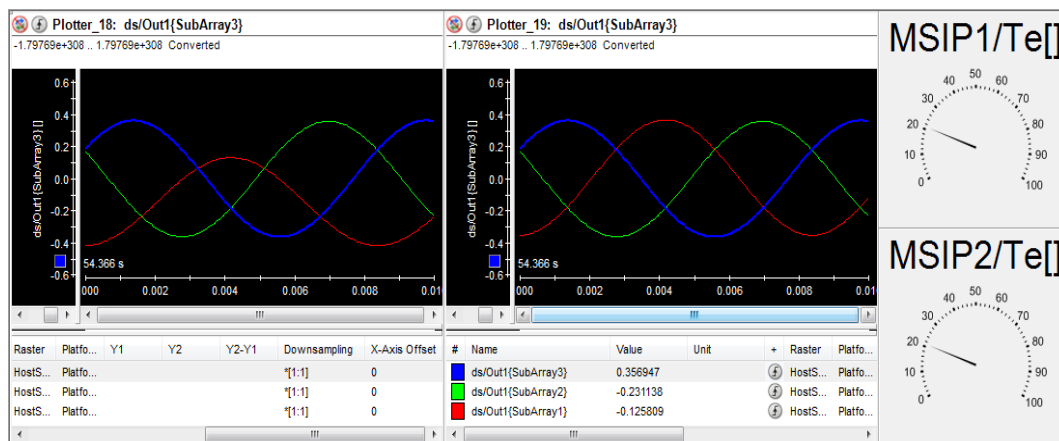 Plotter_18: ds/Out1{SubArray3}
-1.79769e+308 .. 1.79769e+308 Converted
ds/Out1{SubArray3} []
0.6
0.4
0.2
0.0
-0.2
-0.4
-0.6
54.366 s
000 0.002 0.004 0.006 0.008 0.01
Raster Platfo... Y1 Y2 Y2-Y1 Downsampling X-Axis Offset
HostS... Platfo... *[1:1] 0
HostS... Platfo... *[1:1] 0
HostS... Platfo... *[1:1] 0
Plotter_19: ds/Out1{SubArray3}
-1.79769e+308 .. 1.79769e+308 Converted
ds/Out1{SubArray3} []
0.6
0.4
0.2
0.0
-0.2
-0.4
-0.6
54.366 s
000 0.002 0.004 0.006 0.008 0.01
# Name Value Unit + Raster Platfo...
ds/Out1{SubArray3} 0.356947 HostS... Platfo...
ds/Out1{SubArray2} -0.231138 HostS... Platfo...
ds/Out1{SubArray1} -0.125809 HostS... Platfo...
MSIP1/Te[]
0 10 20 30 40 50 60 70 80 90 100
MSIP2/Te[]
0 10 20 30 40 50 60 70 80 90 100